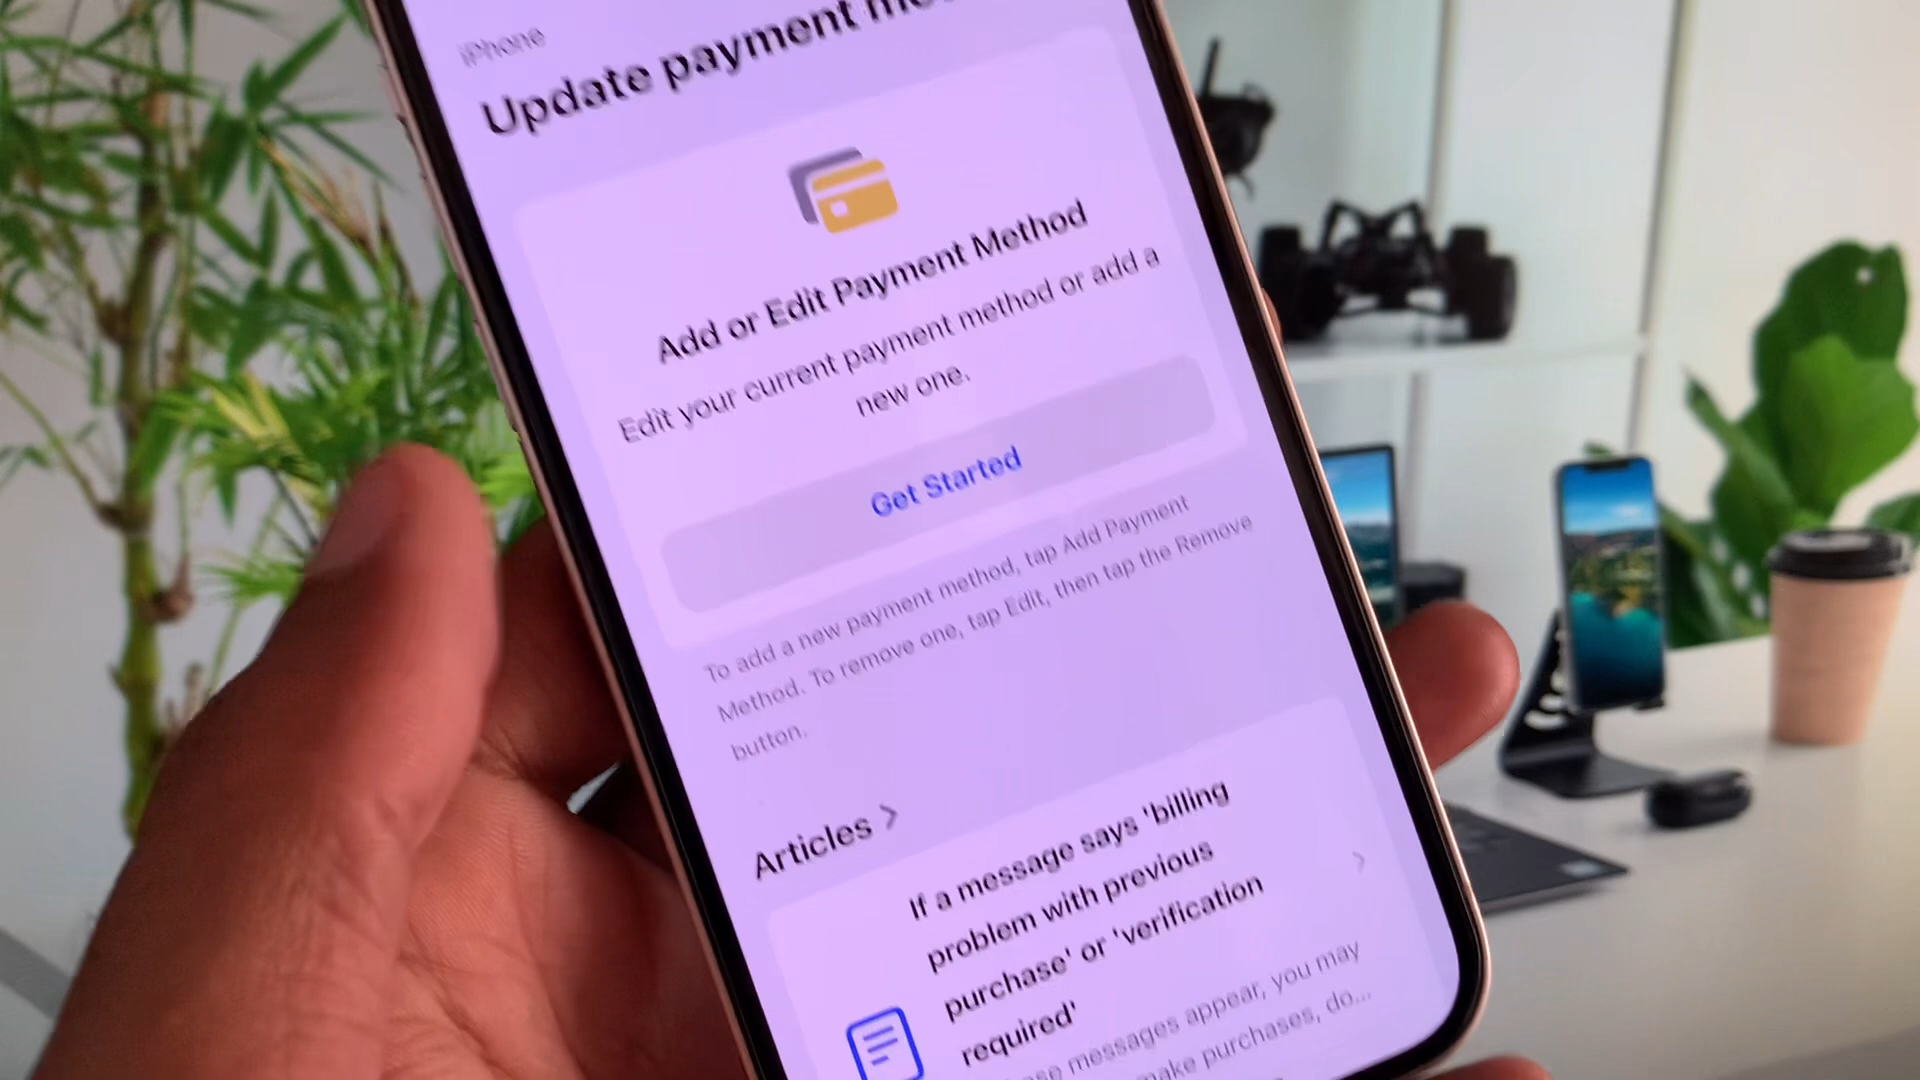 iPhone
Update payment
Add or Edit Payment Method
Edit your current payment method or add a
new one.
Get Started
To add a new payment method, tap Add Payment
Method. To remove one, tap Edit, then tap the Remove
button.
Articles >
If a message says 'billing
problem with previous
purchase' or 'verification
required'
messages appear, you may
make purchases, do...